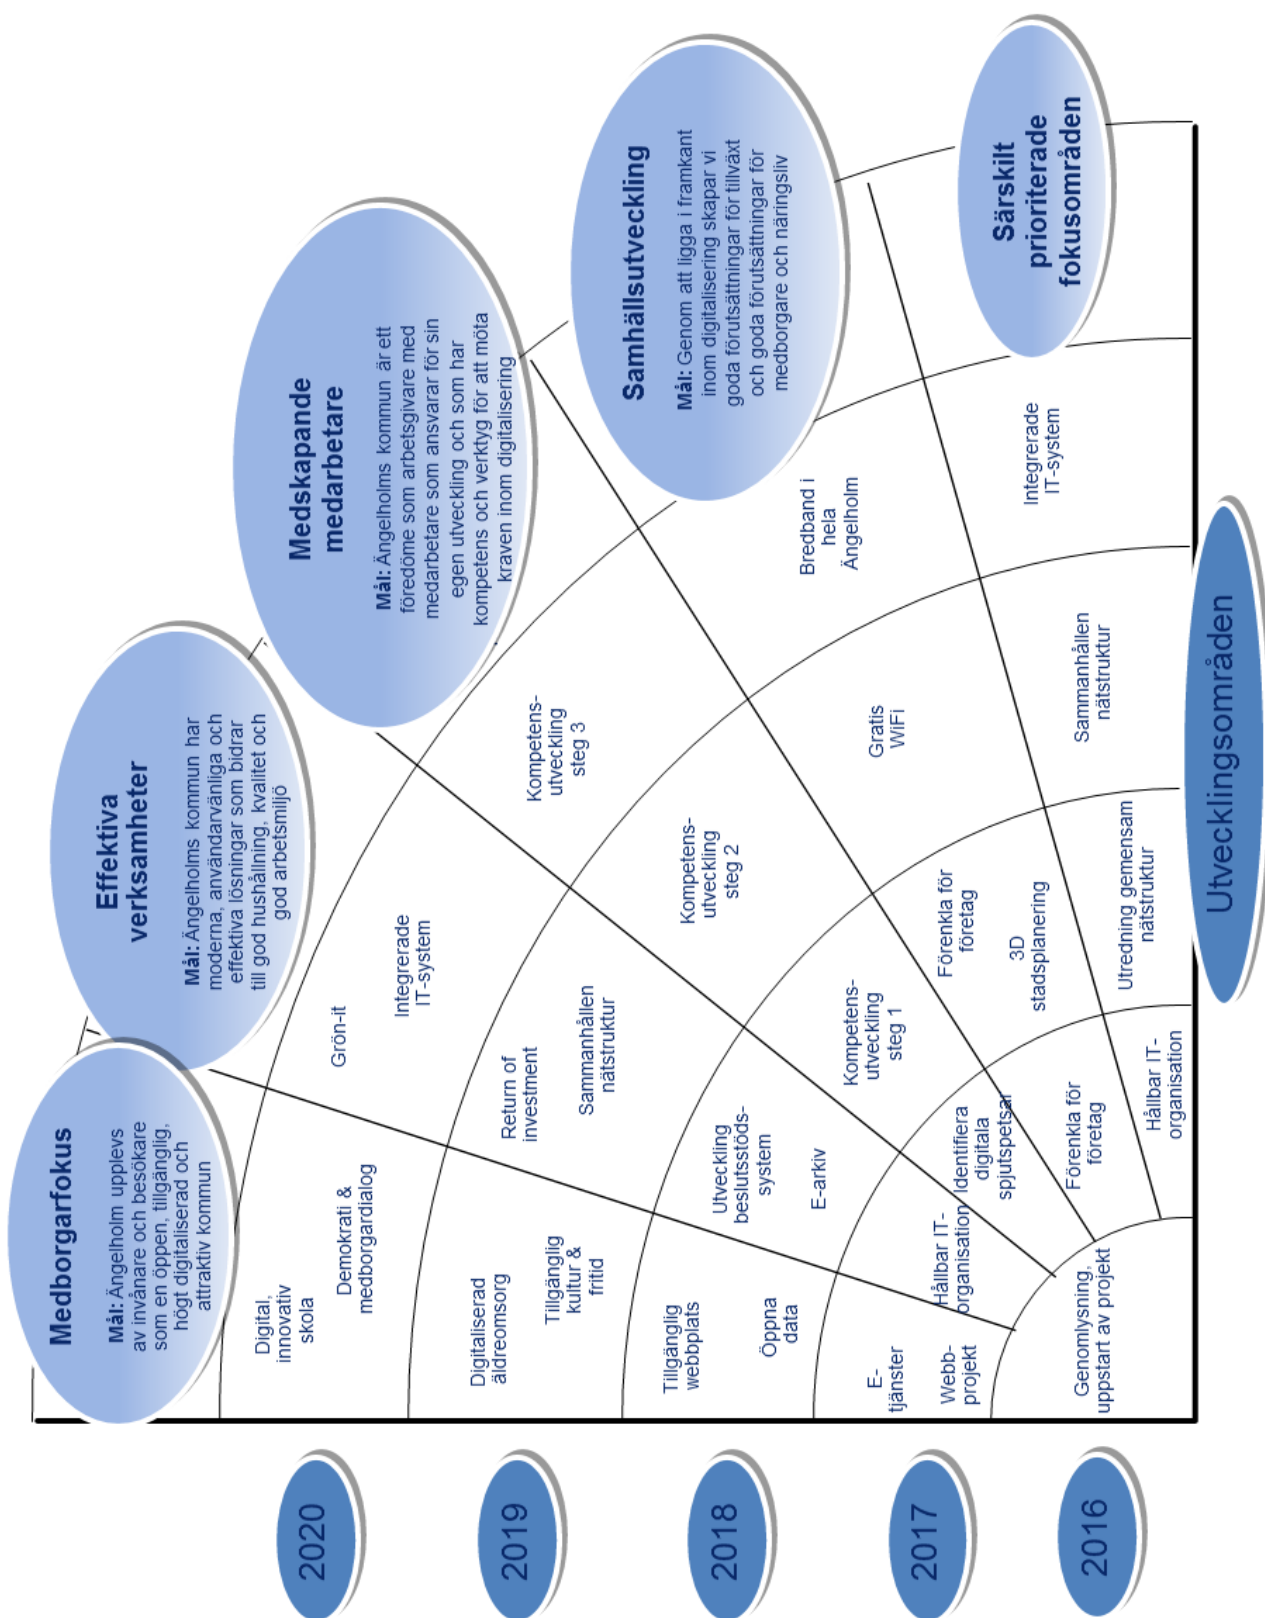 Medborgarfokus
Mål: Ängelholm upplevs
av invånare och besökare
som en öppen, tillgänglig,
högt digitaliserad och
attraktiv kommun
Effektiva
verksamheter
Mål: Ängelholms kommun har
moderna, användarvänliga och
effektiva lösningar som bidrar
till god hushållning, kvalitet och
god arbetsmiljö
Medskapande
medarbetare
Mål: Ängelholms kommun är ett
föredöme som arbetsgivare med
medarbetare som ansvarar för sin
egen utveckling och som har
kompetens och verktyg för att möta
kraven inom digitalisering
Samhällsutveckling
Mål: Genom att ligga i framkant
inom digitalisering skapar vi
goda förutsättningar för tillväxt
och goda förutsättningar för
medborgare och näringsliv
Särskilt
prioriterade
fokusområden
2020
Digital,
innovativ
skola
Demokrati &
medborgardialog
Grön-it
Integrerade
IT-system
Kompetens-
utveckling
steg 3
Bredband i
hela
Ängelholm
Integrerade
IT-system
2019
Digitaliserad
äldreomsorg
Tillgänglig
kultur &
fritid
Return of
investment
Sammanhållen
nätstruktur
Kompetens-
utveckling
steg 2
Gratis
WiFi
Sammanhållen
nätstruktur
2018
Tillgänglig
webbplats
Öppna
data
Utveckling
beslutsstöds-
system
E-arkiv
Kompetens-
utveckling
steg 1
Förenkla för
företag
3D
stadsplanering
Utredning gemensam
nätstruktur
2017
E-
tjänster
Webb-
projekt
Hållbar IT-
organisation
Identifiera
digitala
spjutspetsar
Förenkla för
företag
Hållbar IT-
organisation
2016
Genomlysning,
uppstart av projekt
Utvecklingsområden